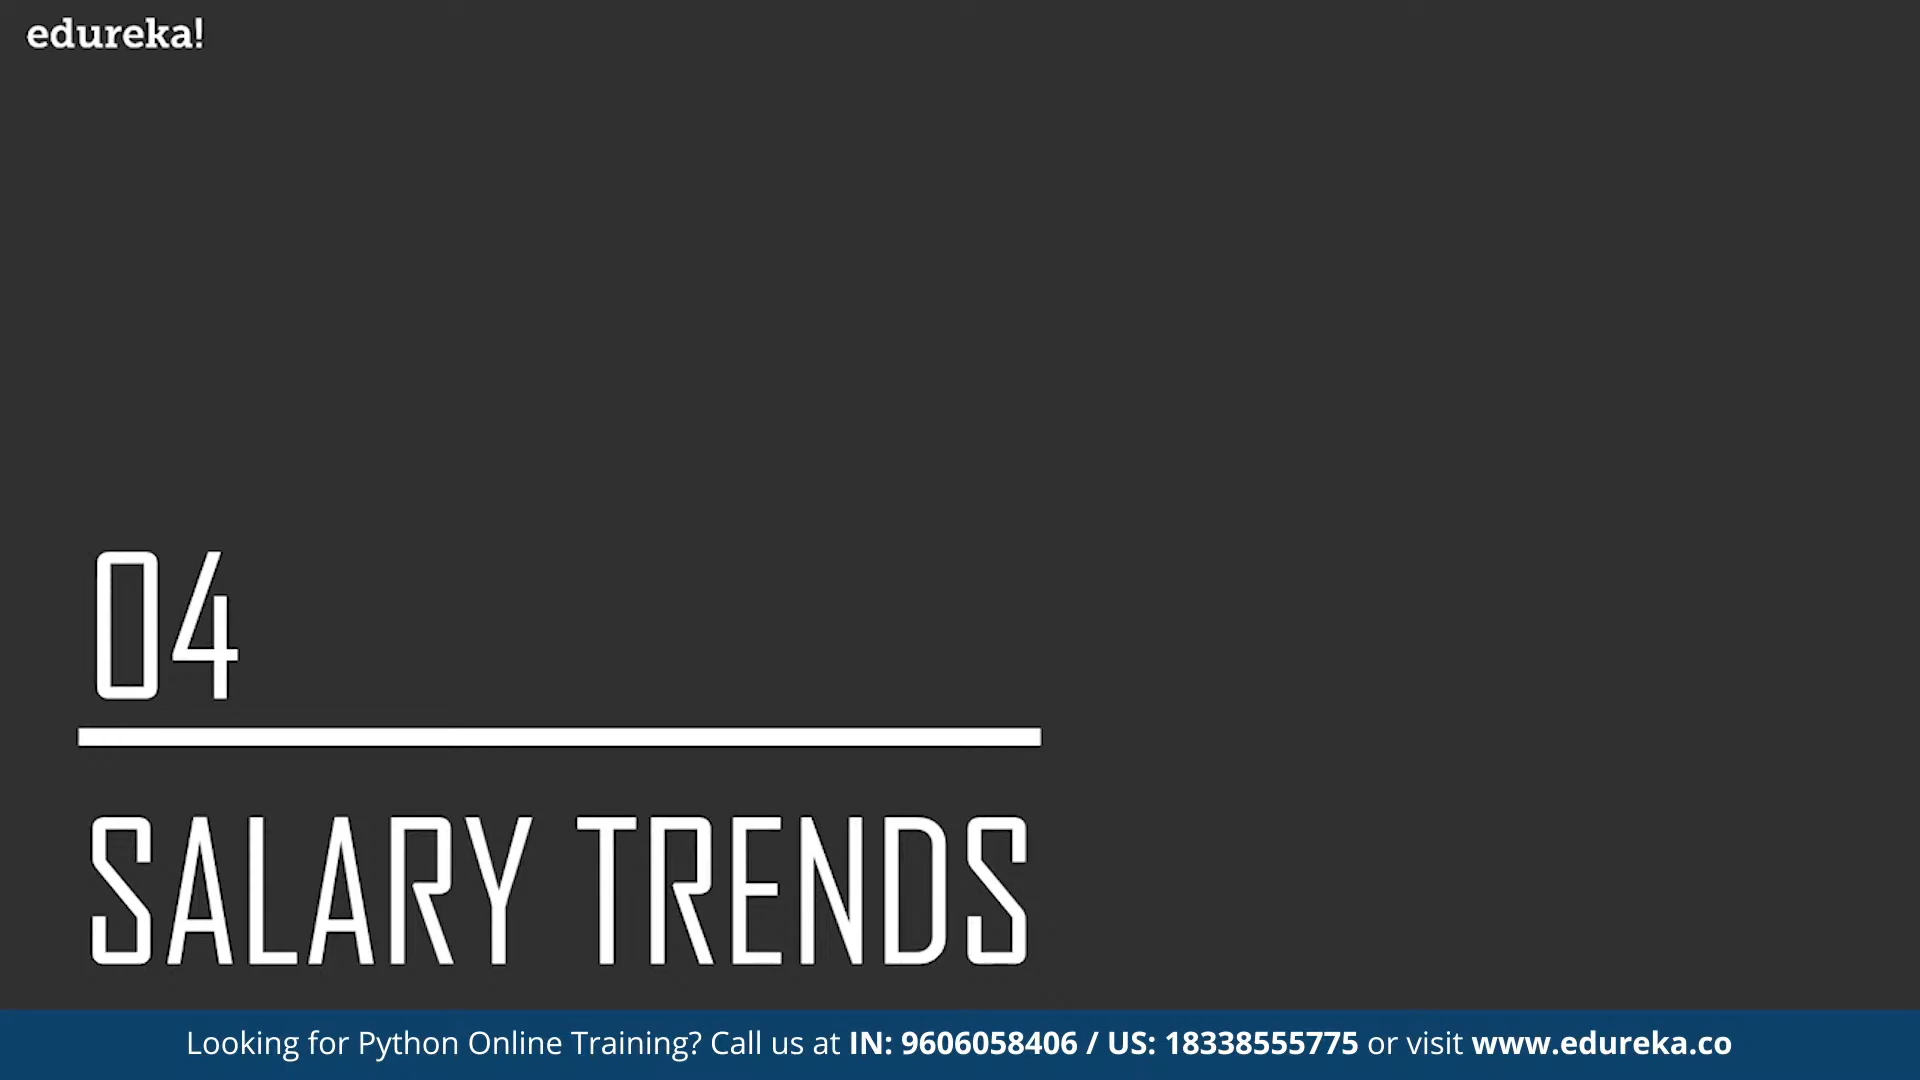 edureka!
04
SALARY TRENDS
Looking for Python Online Training? Call us at IN: 9606058406 / US: 18338555775 or visit www.edureka.co